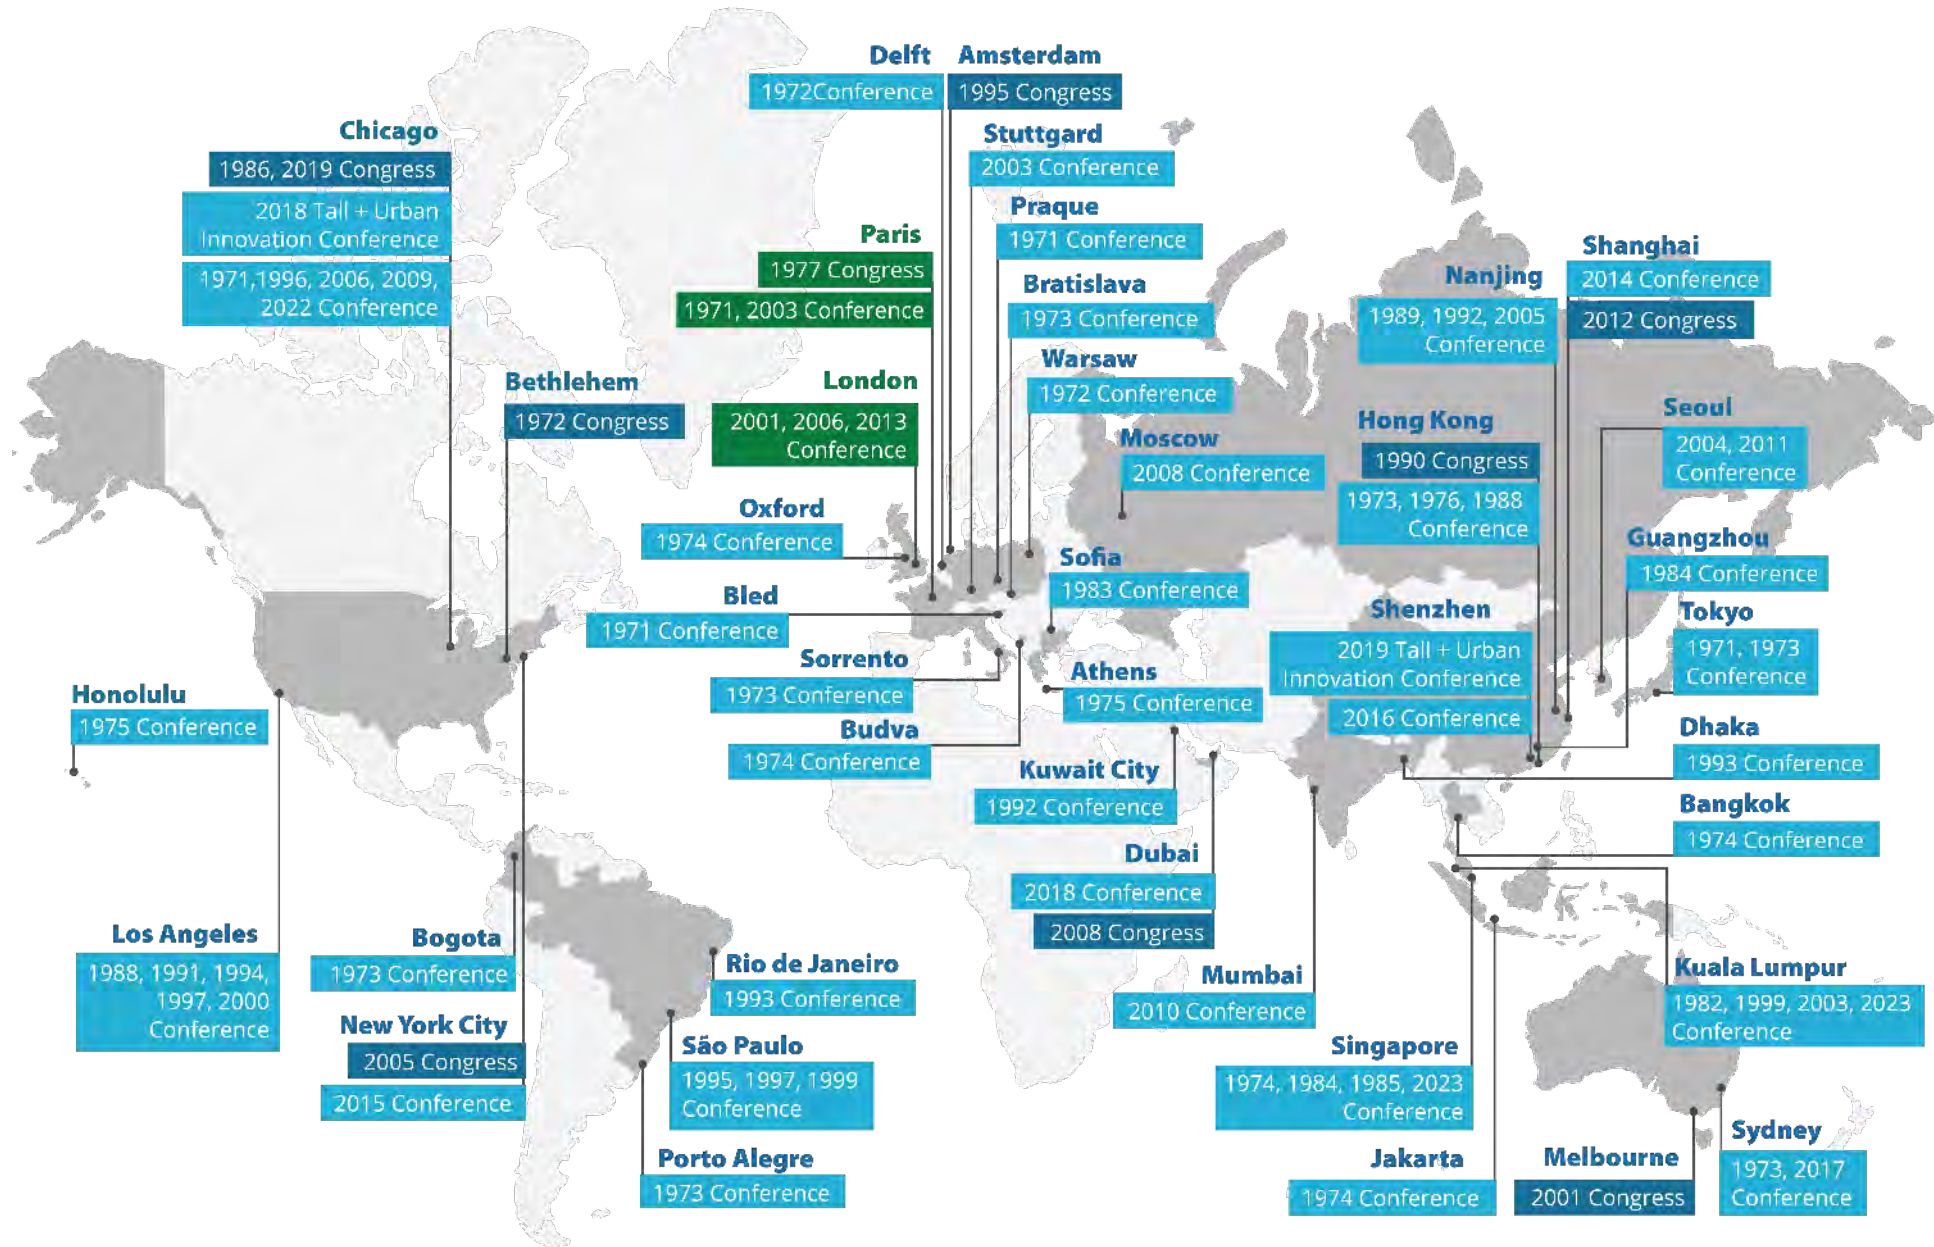 Delft
1972Conference
Amsterdam
1995 Congress
Chicago
1986, 2019 Congress
2018 Tall + Urban
Innovation Conference
1971,1996, 2006, 2009,
2022 Conference
Stuttgard
2003 Conference
Praque
1971 Conference
Paris
1977 Congress
1971, 2003 Conference
Bratislava
1973 Conference
Shanghai
2014 Conference
2012 Congress
Nanjing
1989, 1992, 2005
Conference
Warsaw
1972 Conference
Bethlehem
1972 Congress
London
2001, 2006, 2013
Conference
Moscow
2008 Conference
Hong Kong
1990 Congress
1973, 1976, 1988
Conference
Seoul
2004, 2011
Conference
Oxford
1974 Conference
Guangzhou
1984 Conference
Sofia
1983 Conference
Bled
1971 Conference
Shenzhen
2019 Tall + Urban
Innovation Conference
2016 Conference
Tokyo
1971, 1973
Conference
Sorrento
1973 Conference
Athens
1975 Conference
Honolulu
1975 Conference
Budva
1974 Conference
Dhaka
1993 Conference
Kuwait City
1992 Conference
Bangkok
1974 Conference
Dubai
2018 Conference
2008 Congress
Los Angeles
1988, 1991, 1994,
1997, 2000
Conference
Bogota
1973 Conference
Rio de Janeiro
1993 Conference
Mumbai
2010 Conference
Kuala Lumpur
1982, 1999, 2003, 2023
Conference
New York City
2005 Congress
2015 Conference
São Paulo
1995, 1997, 1999
Conference
Singapore
1974, 1984, 1985, 2023
Conference
Porto Alegre
1973 Conference
Jakarta
1974 Conference
Melbourne
2001 Congress
Sydney
1973, 2017
Conference